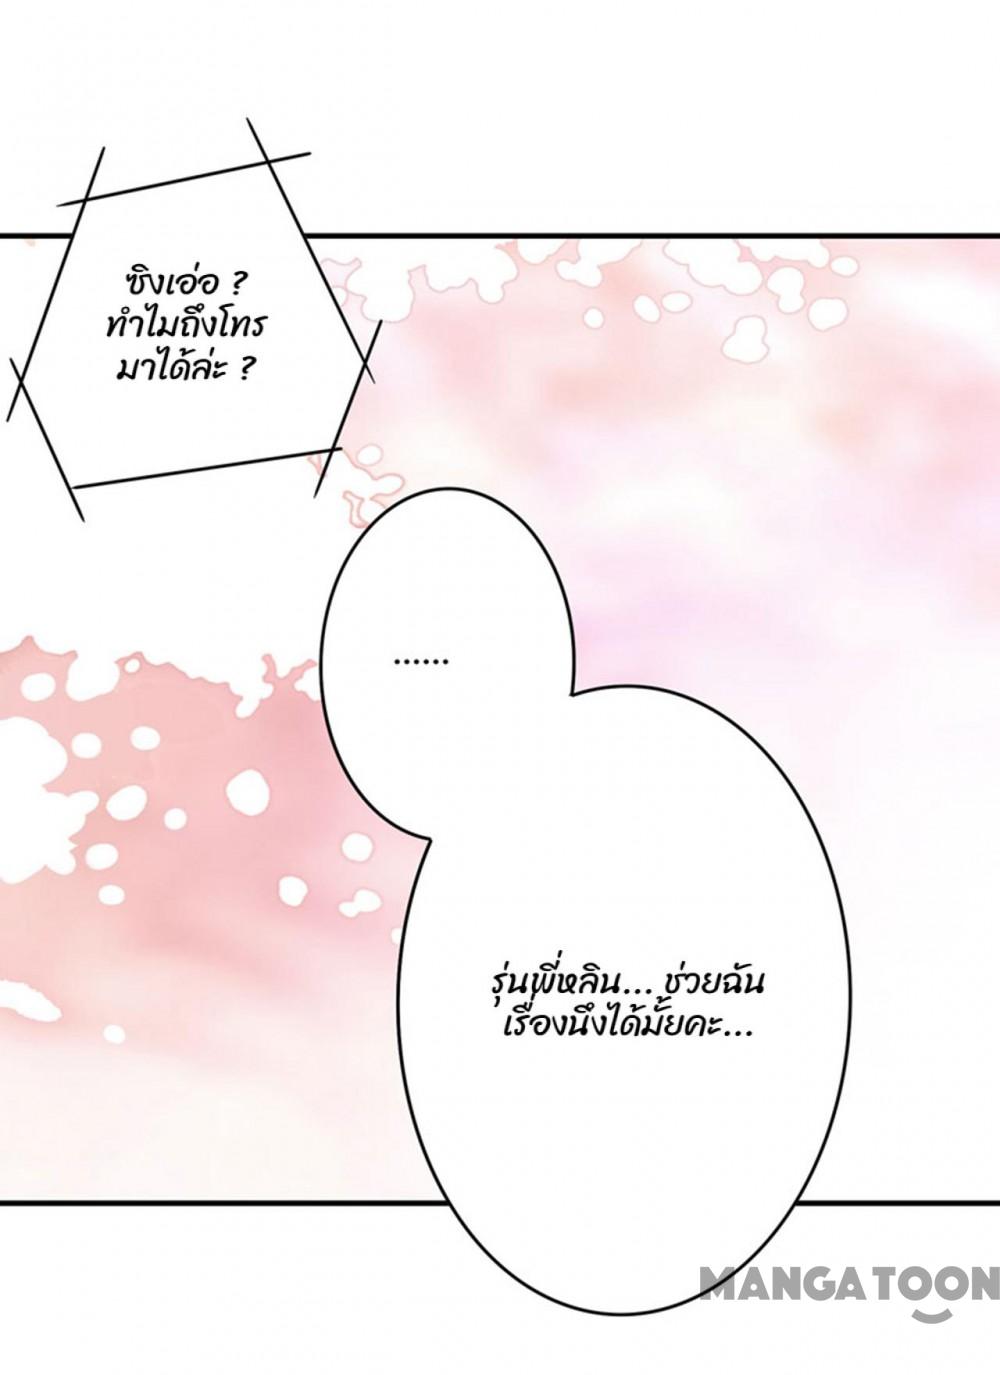 ซิงเอ่อ ?
ทำไมถึงโทร
มาได้ล่ะ ?
......
รุ่นพี่หลิน... ช่วยฉัน
เรื่องนึงได้มั้ยคะ...
MANGATOON